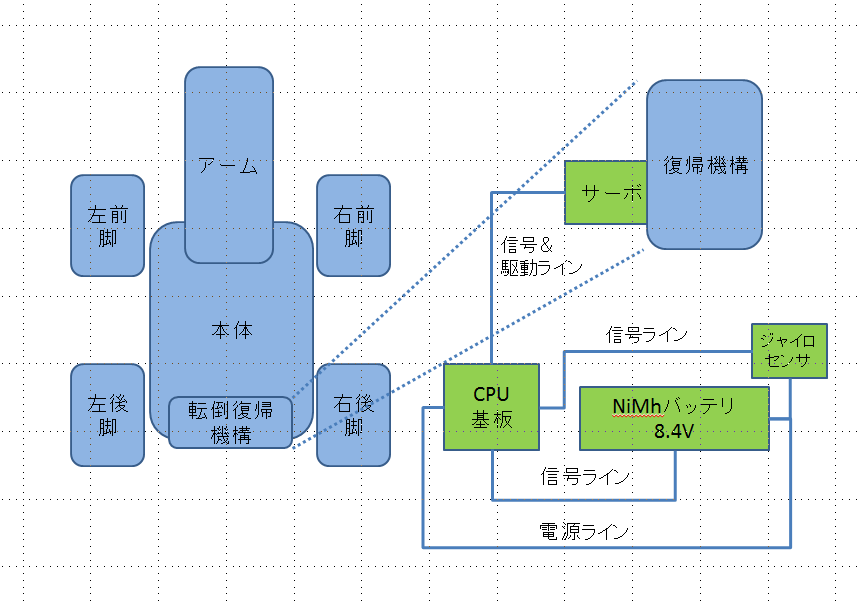 アーム
左前
脚
右前
脚
本体
左後
脚
転倒復帰
機構
右後
脚
サーボ
復帰機構
信号＆
駆動ライン
信号ライン
ジャイロ
センサ
CPU
基板
NiMhバッテリ
8.4V
信号ライン
電源ライン